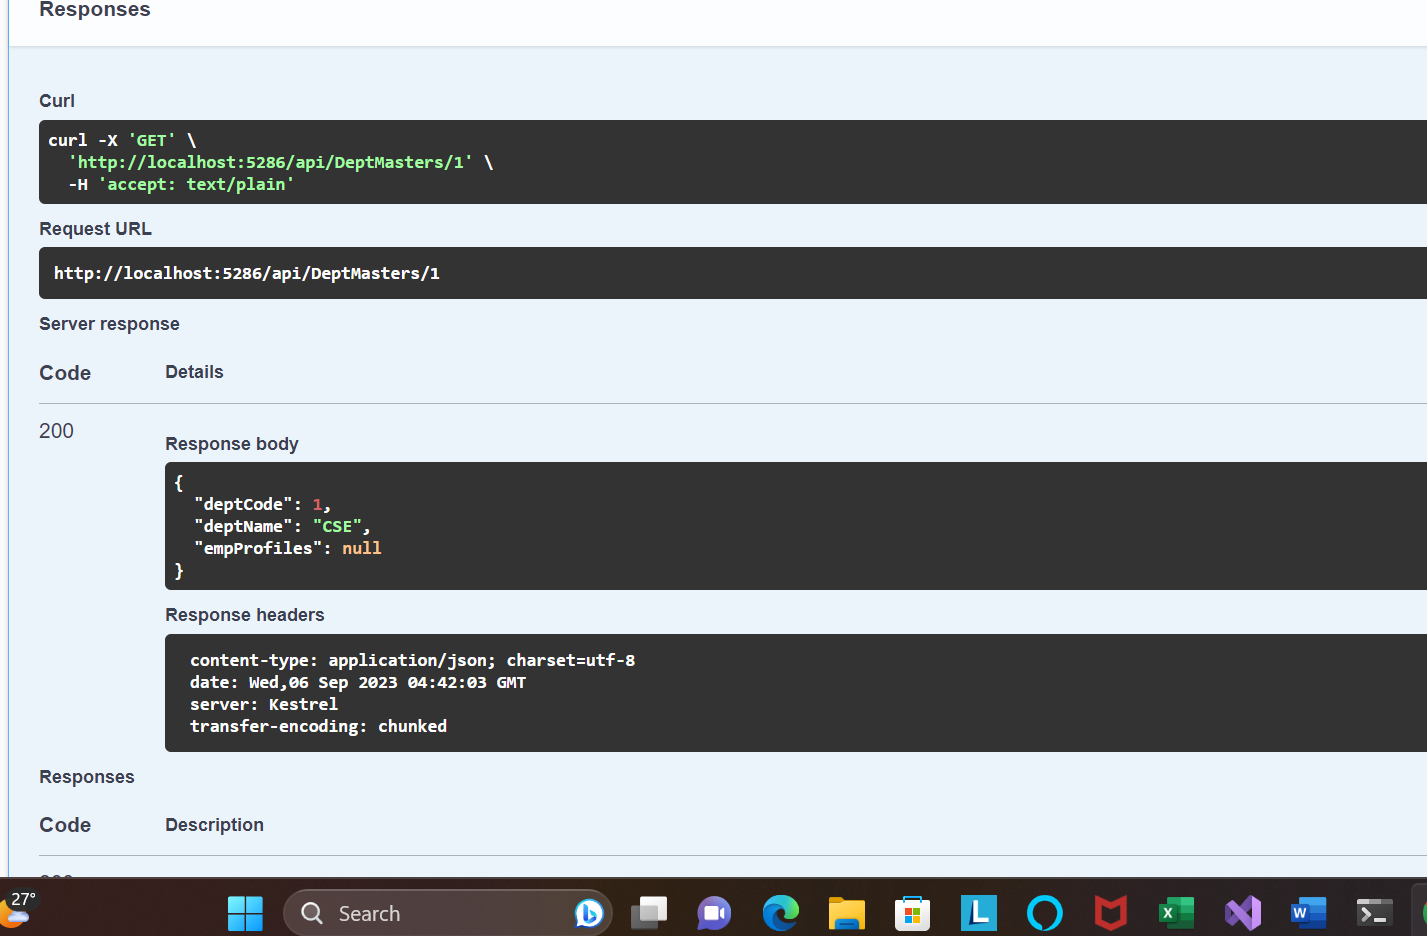 Responses
Curl
curl -X 'GET' \
'http://localhost:5286/api/DeptMasters/1' \
-H 'accept: text/plain'
Request URL
http://localhost:5286/api/DeptMasters/1
Server response
Code Details
200
Response body
{
"deptCode": 1,
"deptName": "CSE",
"empProfiles": null
}
Response headers
content-type: application/json; charset=utf-8
date: Wed,06 Sep 2023 04:42:03 GMT
server: Kestrel
transfer-encoding: chunked
Responses
Code Description
27°
Search